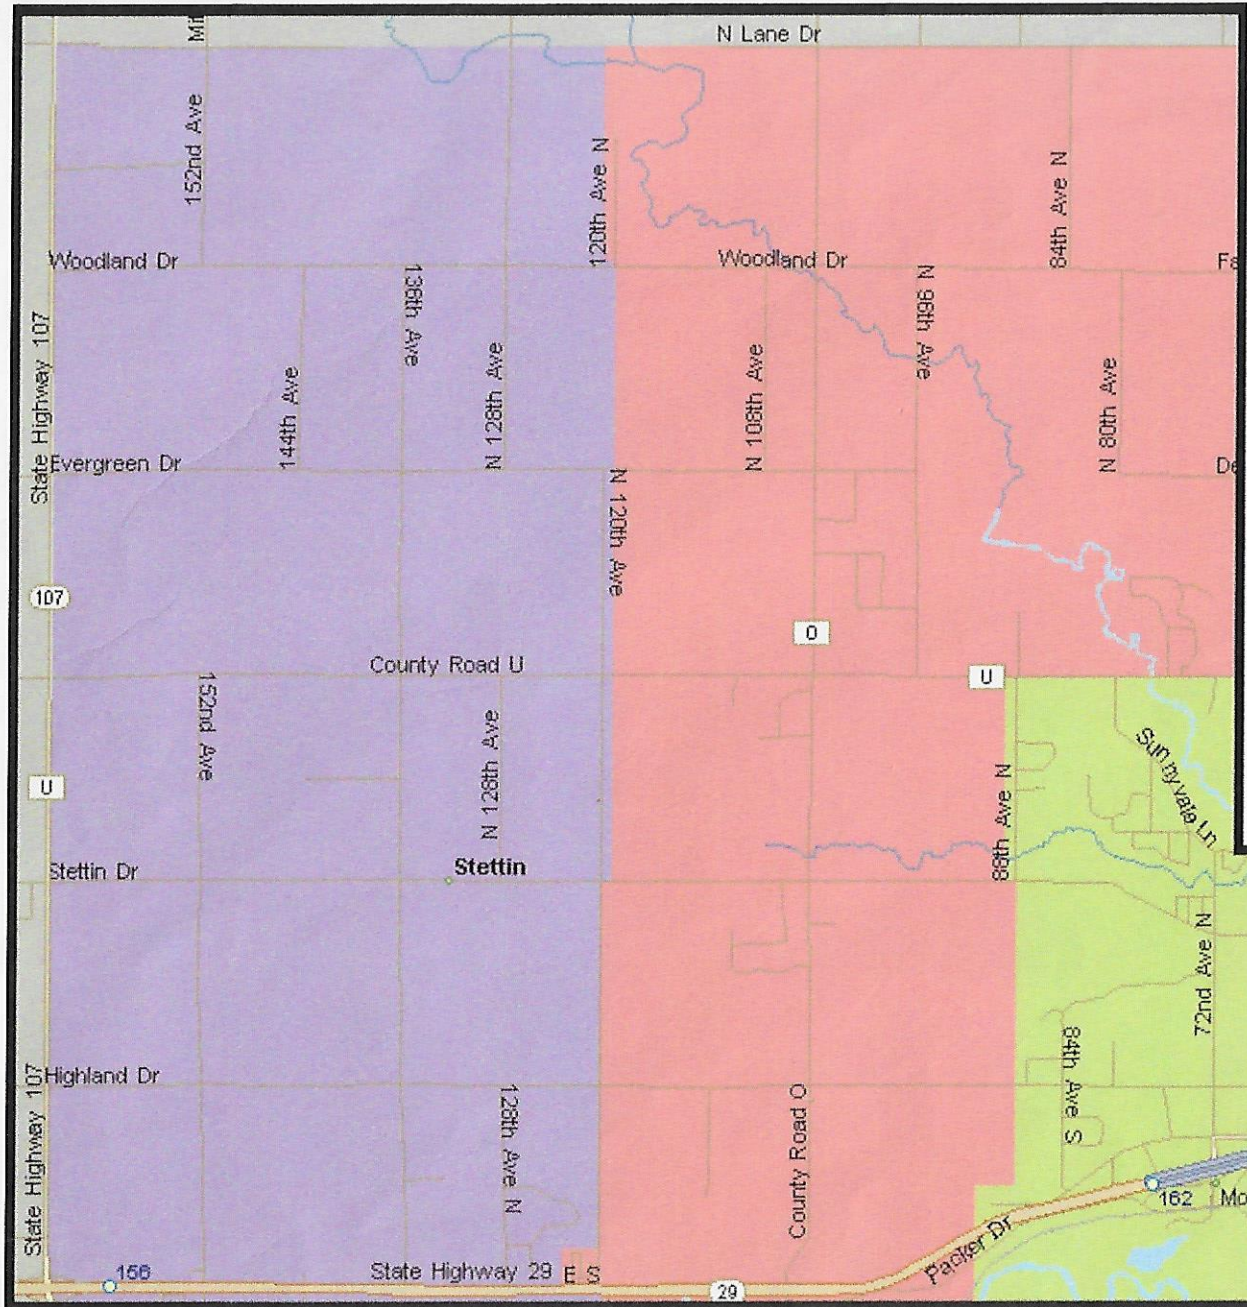 N Lane Dr
152nd Ave
120th Ave N
84th Ave N
Woodland Dr
Woodland Dr
State Highway 107
136th Ave
N 96th Ave
144th Ave
N 128th Ave
N 108th Ave
N 80th Ave
Evergreen Dr
N 120th Ave
107
O
County Road U
U
152nd Ave
N 128th Ave
Sunnyvale Ln
U
88th Ave N
Stettin
Stettin Dr
72nd Ave N
84th Ave S
Highland Dr
State Highway 107
128th Ave N
County Road O
162
Mo
Packer Dr
156
State Highway 29 E S
29